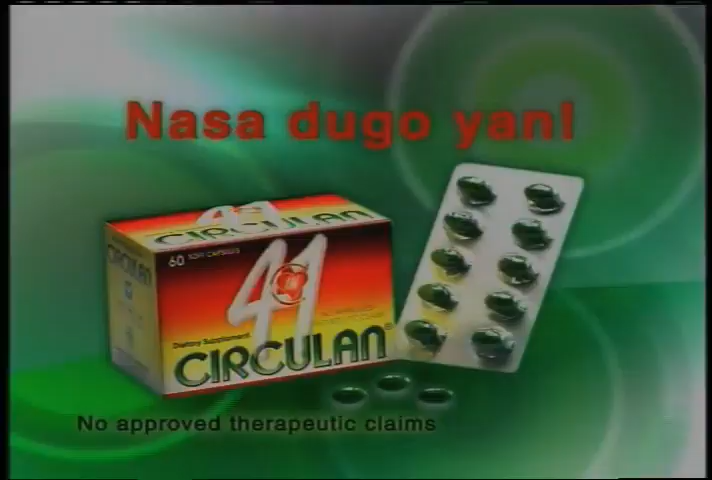 Nasa dugo yan!
CIRCULAN
60 SOFT CAPSULES
CIRCULAN
41
Dietary Supplement
CIRCULAN®
No approved therapeutic claims